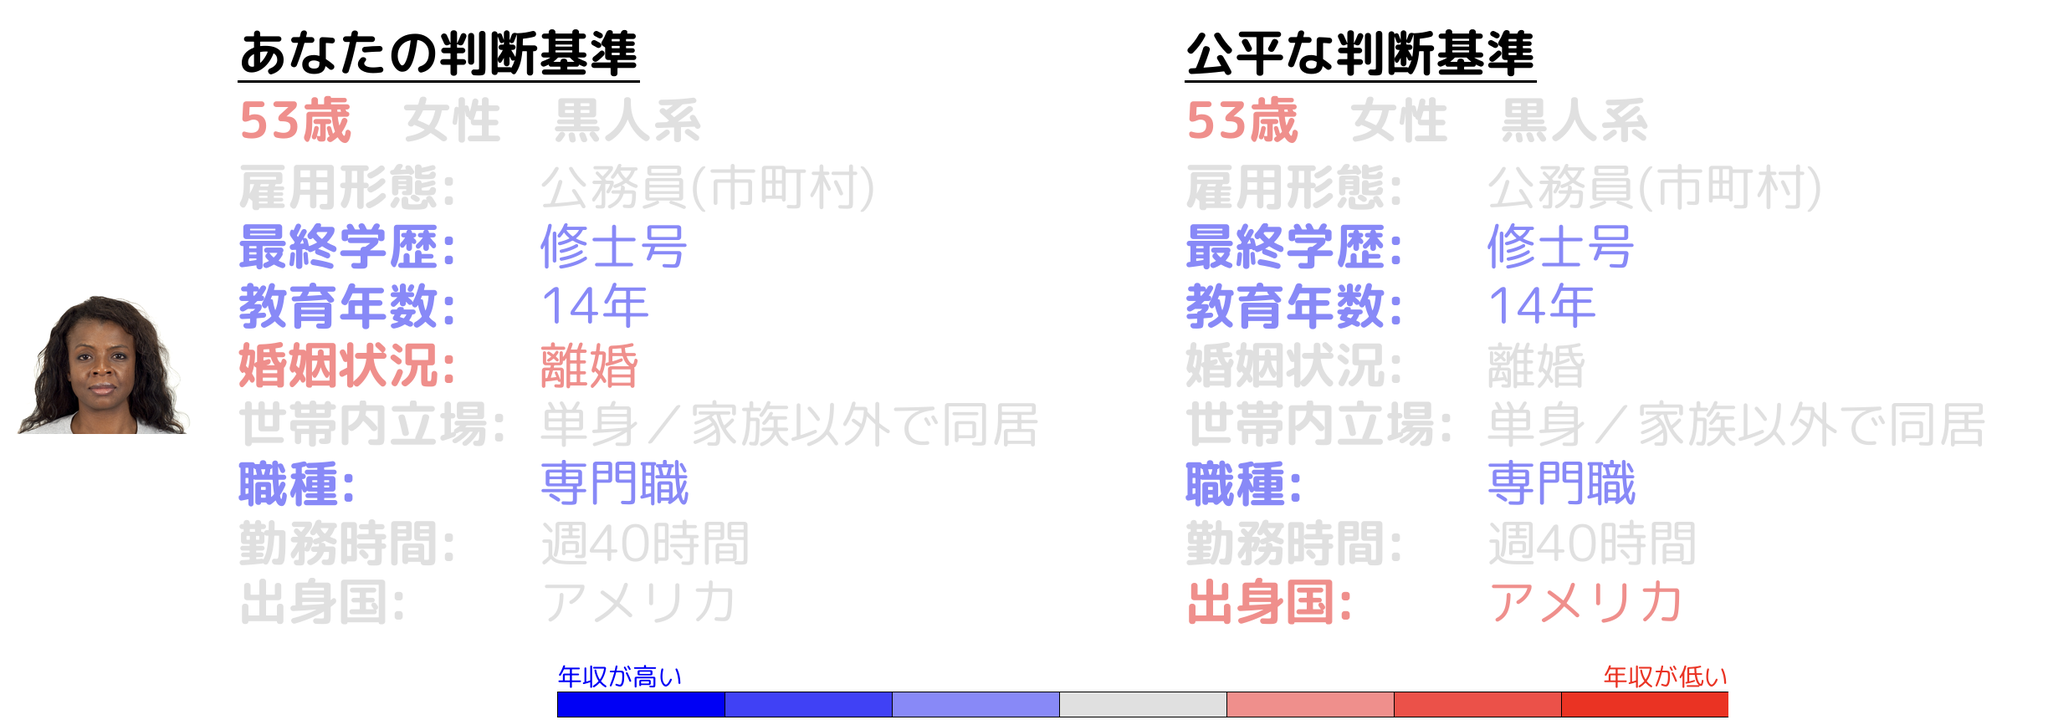 あなたの判断基準
53歳 女性 黒人系
雇用形態: 公務員(市町村)
最終学歴: 修士号
教育年数: 14年
婚姻状況: 離婚
世帯内立場: 単身／家族以外で同居
職種: 専門職
勤務時間: 週40時間
出身国: アメリカ
公平な判断基準
53歳 女性 黒人系
雇用形態: 公務員(市町村)
最終学歴: 修士号
教育年数: 14年
婚姻状況: 離婚
世帯内立場: 単身／家族以外で同居
職種: 専門職
勤務時間: 週40時間
出身国: アメリカ
年収が高い
年収が低い